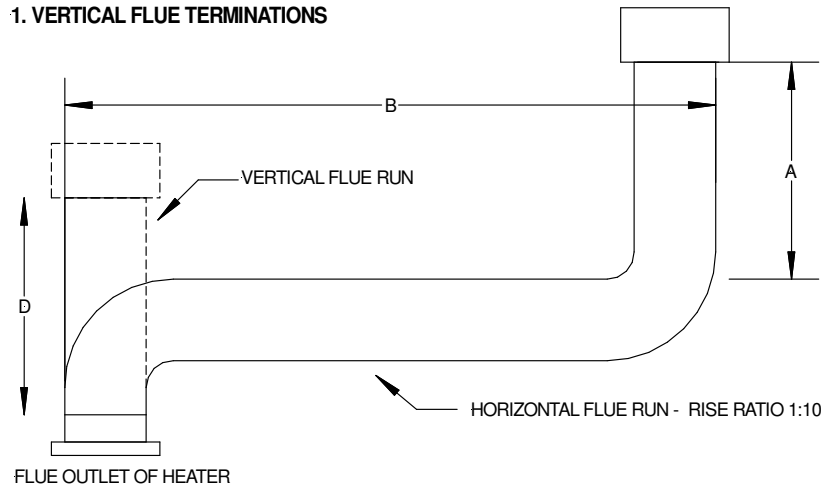 1. VERTICAL FLUE TERMINATIONS
B
A
VERTICAL FLUE RUN
D
HORIZONTAL FLUE RUN - RISE RATIO 1:10
FLUE OUTLET OF HEATER